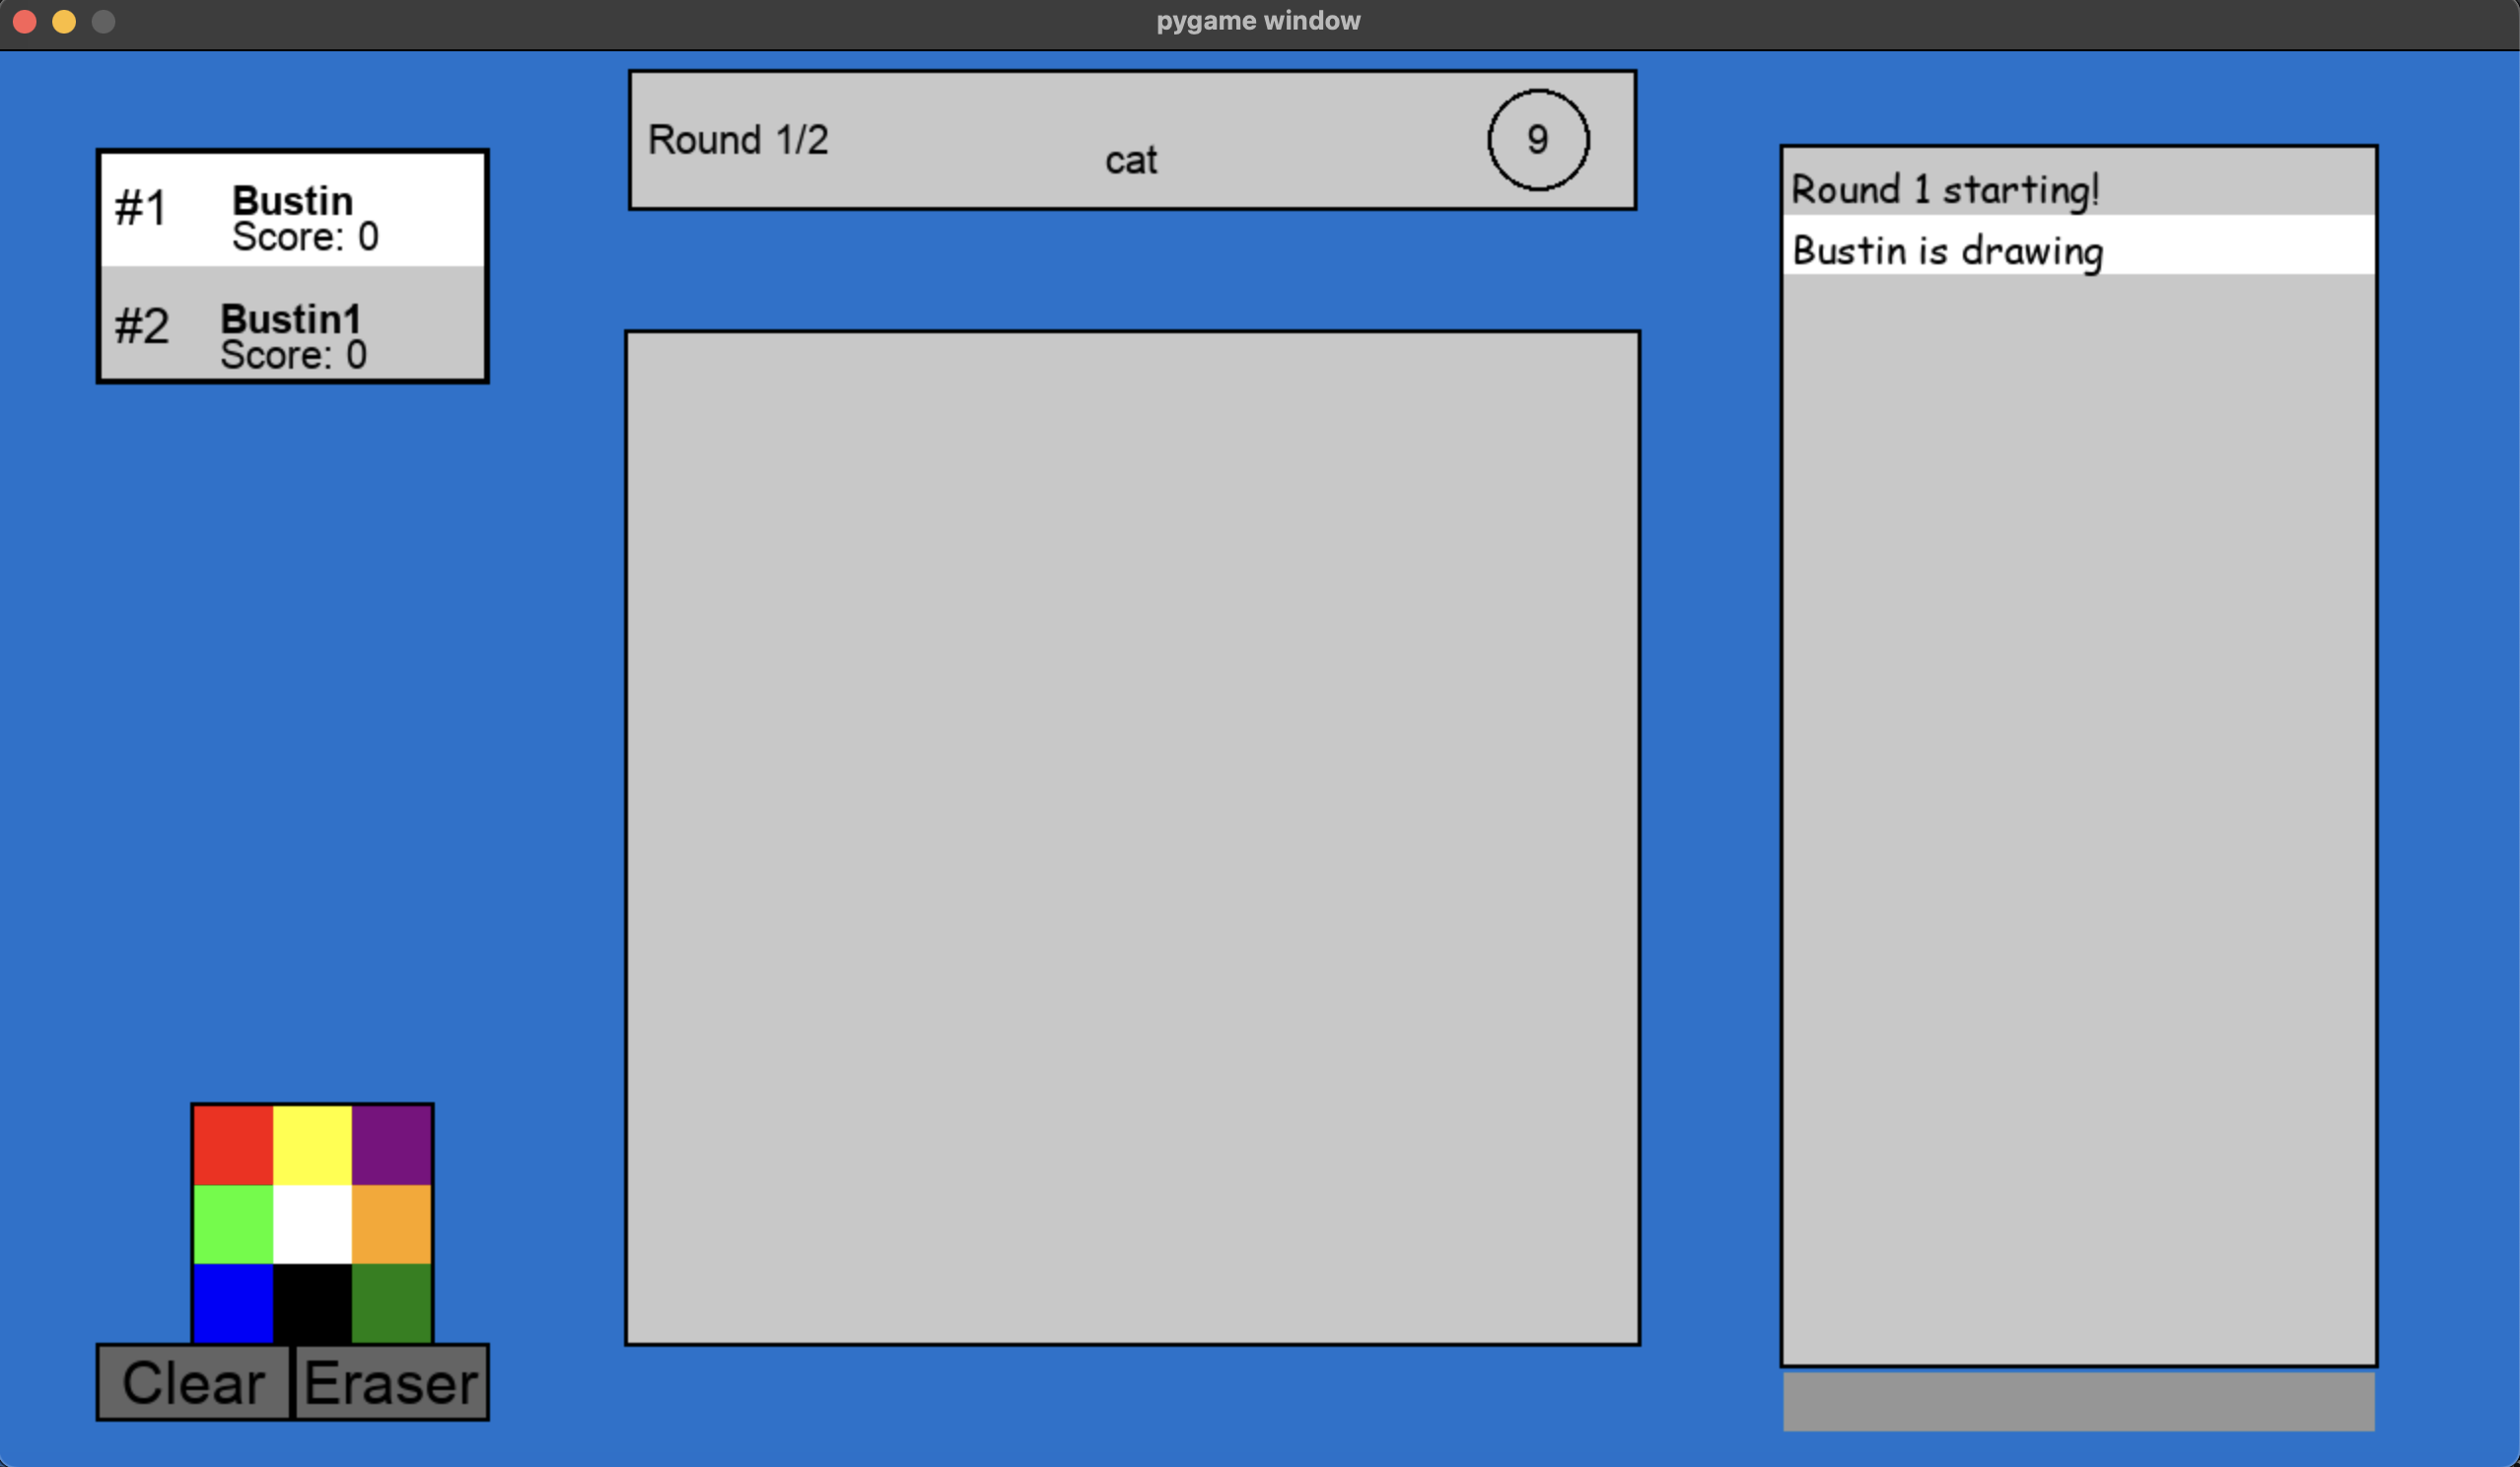 pygame window
Round 1/2
cat
9
#1
Bustin
Score: 0
#2
Bustin1
Score: 0
Round 1 starting!
Bustin is drawing
Clear
Eraser